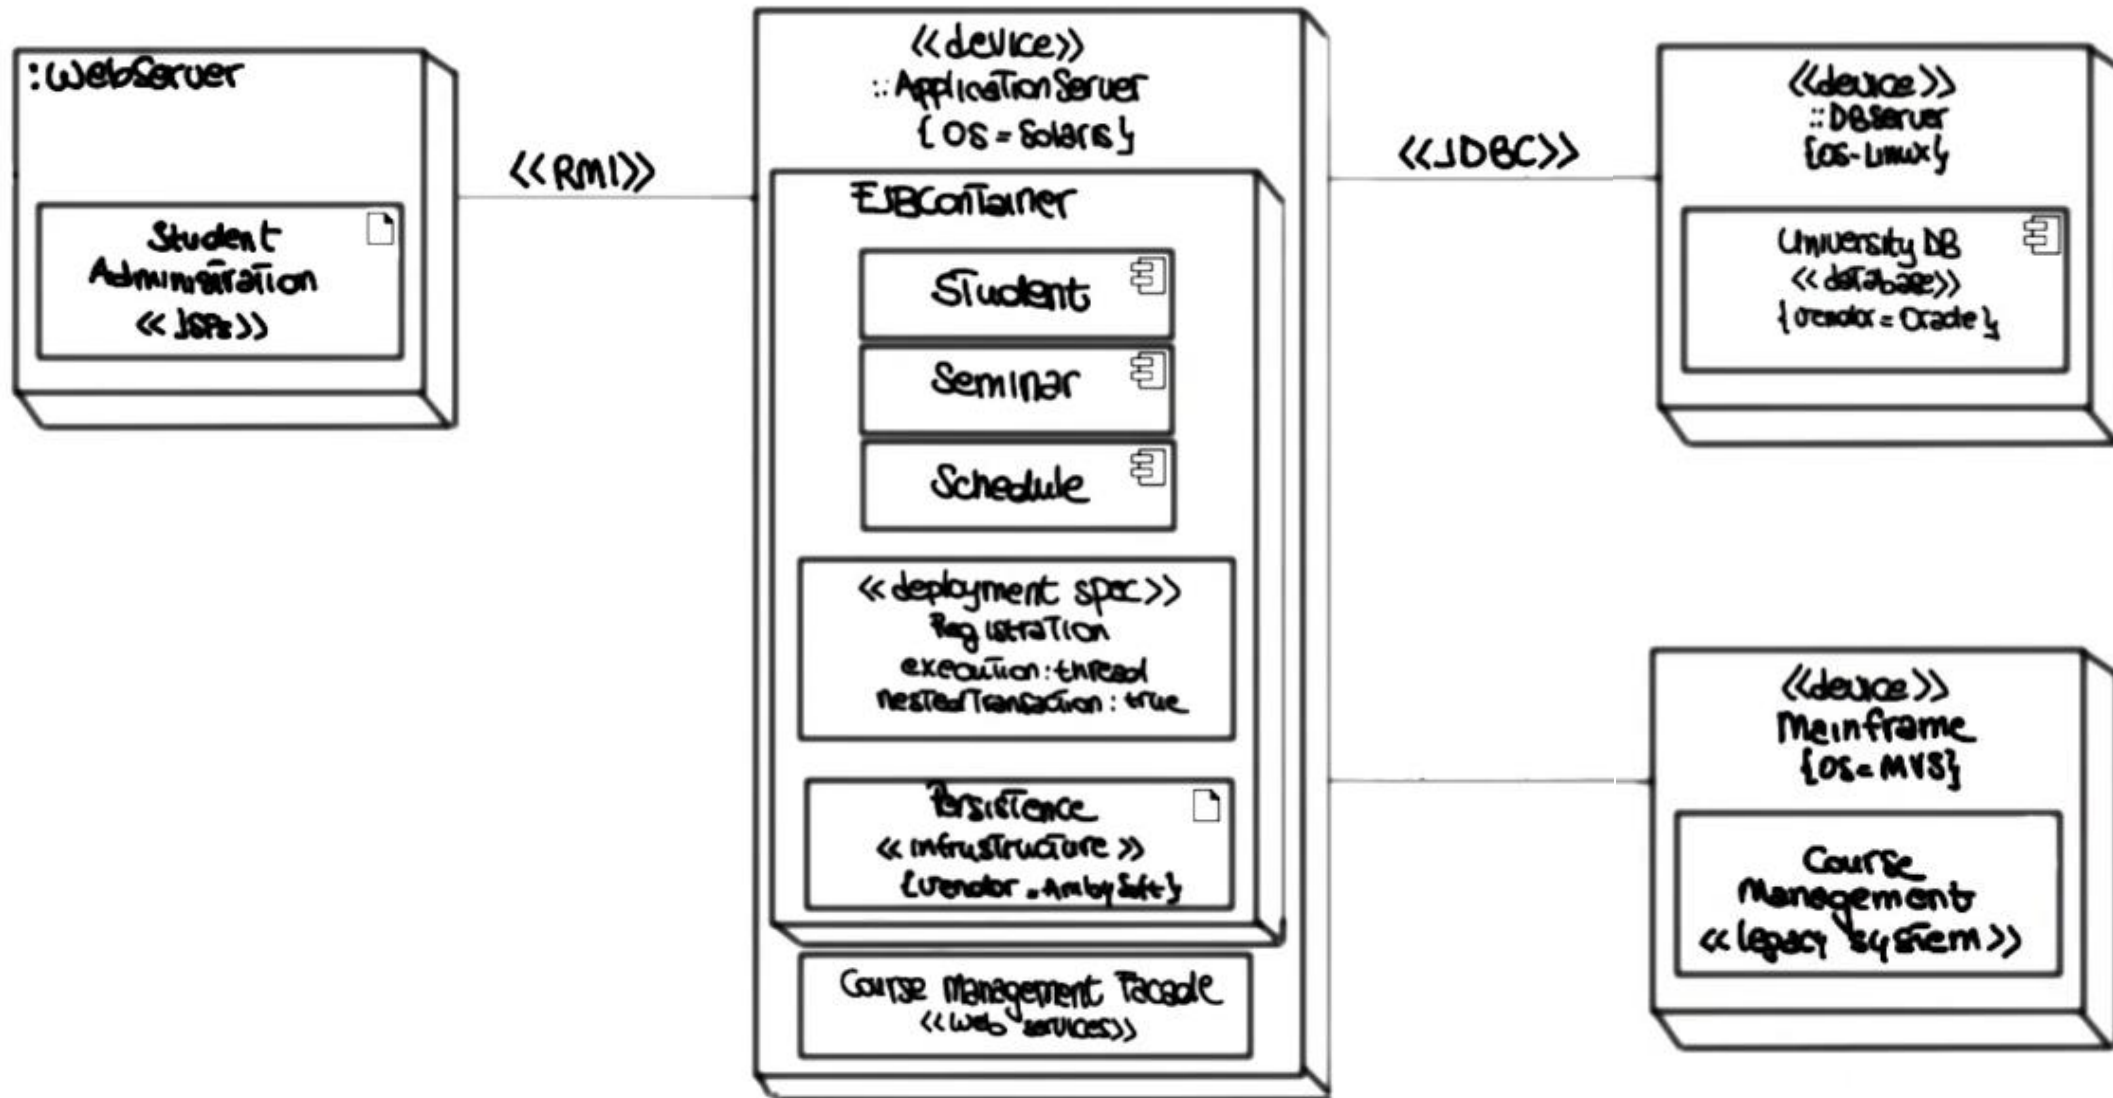 :WebServer
Student
Administration
<<JSPs>>
<<RMI>>
<<device>>
::ApplicationServer
{OS=Solaris}
EJBContainer
Student
Seminar
Schedule
<<deployment spec>>
Registration
execution:thread
nestedTransaction:true
Persistence
<<infrustructure>>
{vendor=AmbySoft}
Course Management Facade
<<web services>>
<<JDBC>>
<<device>>
::DBServer
{OS-Linux}
University DB
<<database>>
{vendor=Oracle}
<<device>>
Meinframe
{OS=MVS}
Course
Management
<<legacy system>>